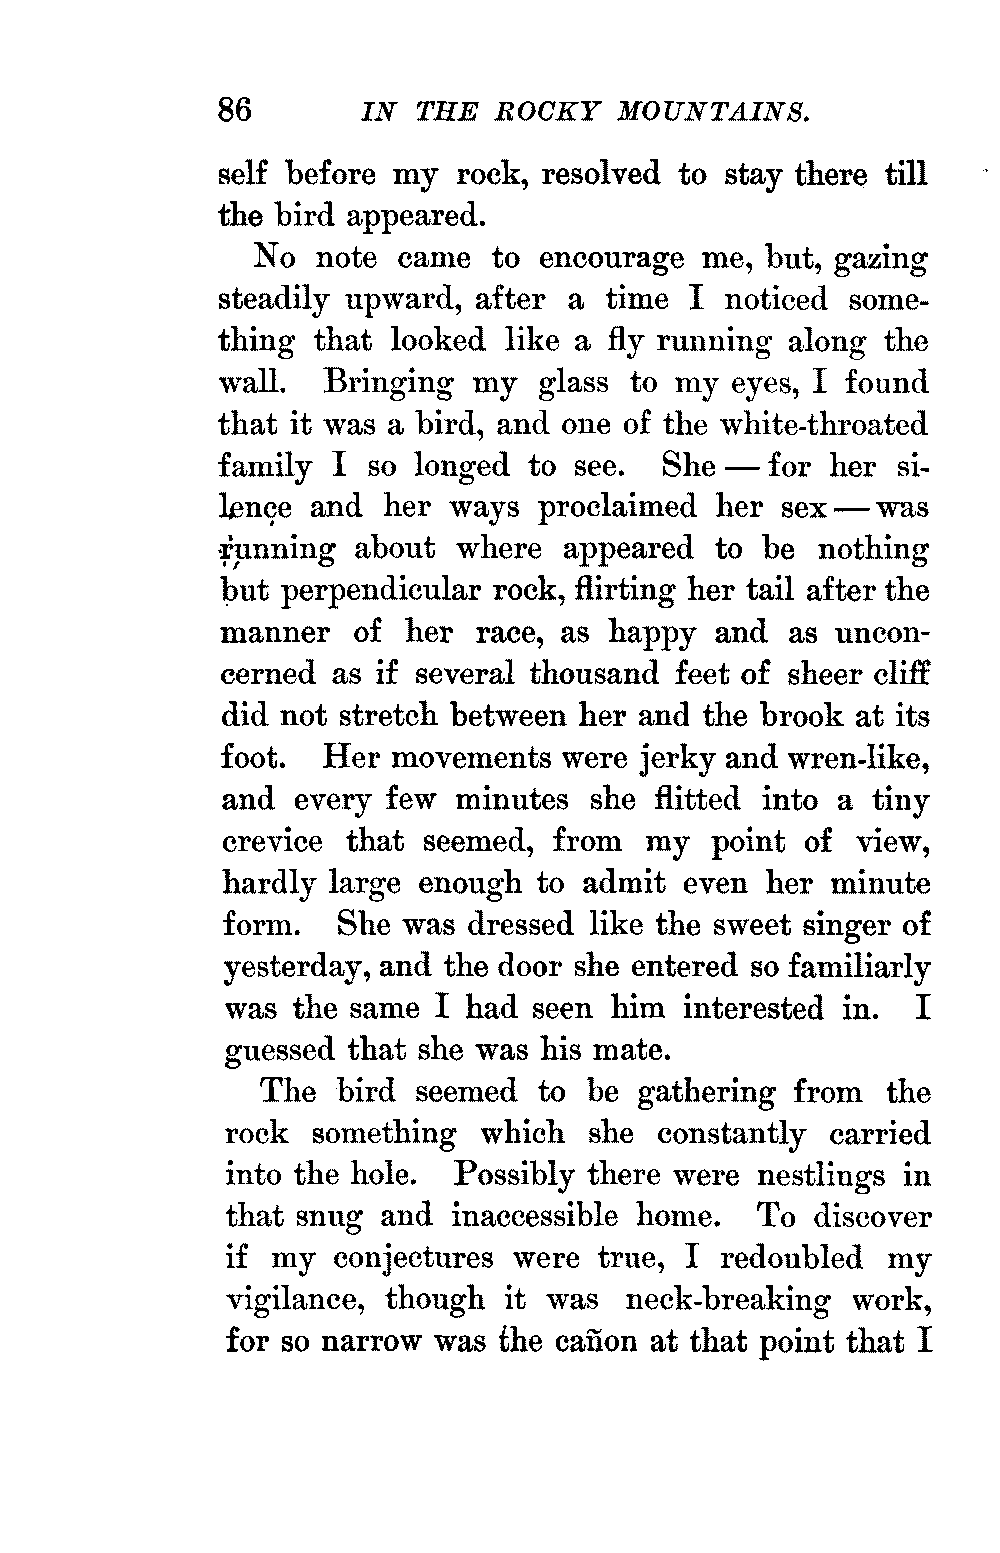 86 IN THE ROCKY MOUNTAINS.
self before my rock, resolved to stay there till
the bird appeared.
No note came to encourage me, but, gazing
steadily upward, after a time I noticed some-
thing that looked like a fly running along the
wall. Bringing my glass to my eyes, I found
that it was a bird, and one of the white-throated
family I so longed to see. She — for her si-
lence and her ways proclaimed her sex — was
running about where appeared to be nothing
but perpendicular rock, flirting her tail after the
manner of her race, as happy and as uncon-
cerned as if several thousand feet of sheer cliff
did not stretch between her and the brook at its
foot. Her movements were jerky and wren-like,
and every few minutes she flitted into a tiny
crevice that seemed, from my point of view,
hardly large enough to admit even her minute
form. She was dressed like the sweet singer of
yesterday, and the door she entered so familiarly
was the same I had seen him interested in. I
guessed that she was his mate.
The bird seemed to be gathering from the
rock something which she constantly carried
into the hole. Possibly there were nestlings in
that snug and inaccessible home. To discover
if my conjectures were true, I redoubled my
vigilance, though it was neck-breaking work,
for so narrow was the cañon at that point that I